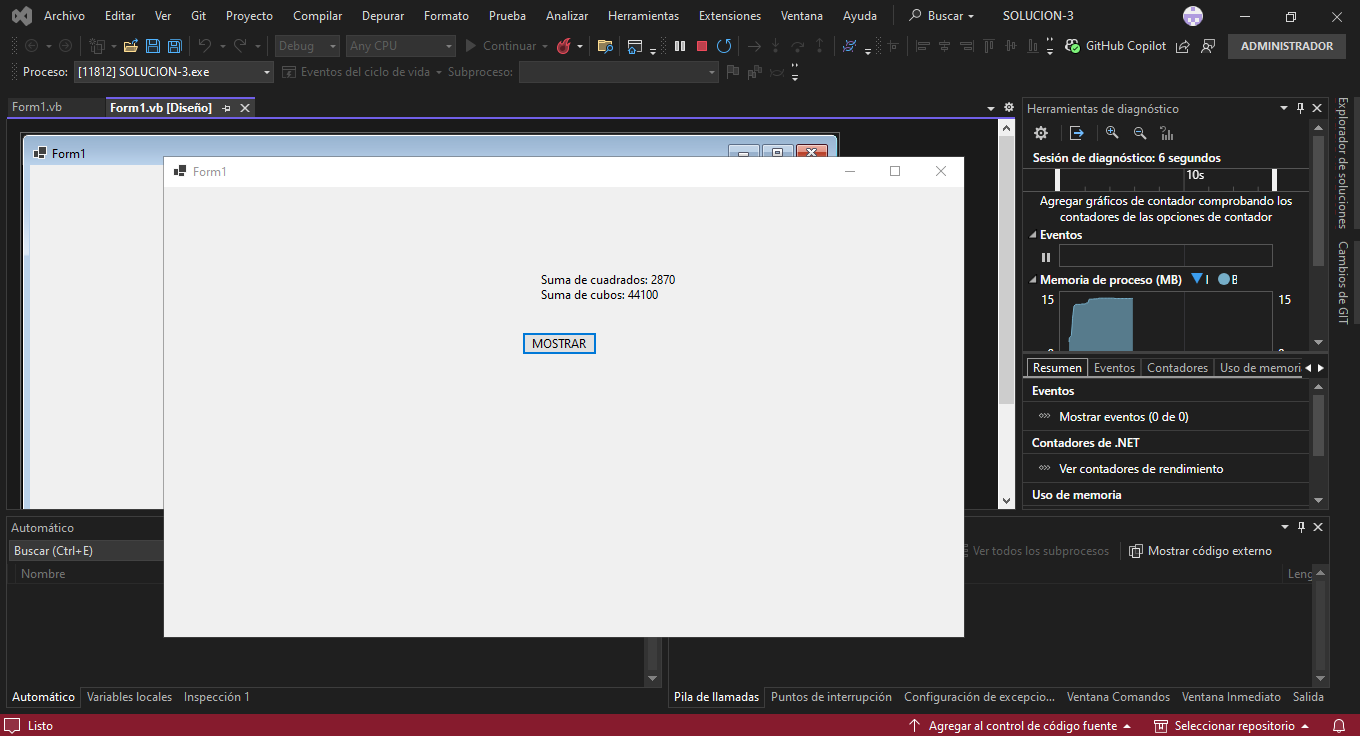 Archivo Editar Ver Git Proyecto Compilar Depurar Formato Prueba Analizar Herramientas Extensiones Ventana Ayuda Buscar SOLUCION-3
Debug Any CPU Continuar GitHub Copilot ADMINISTRADOR
Proceso: [11812] SOLUCION-3.exe Eventos del ciclo de vida Subproceso:
Form1.vb Form1.vb [Diseño]
Form1
Form1
Suma de cuadrados: 2870
Suma de cubos: 44100
MOSTRAR
Herramientas de diagnóstico
Sesión de diagnóstico: 6 segundos
10s
Agregar gráficos de contador comprobando los
contadores de las opciones de contador
Eventos
Memoria de proceso (MB) I B
15 15
Resumen Eventos Contadores Uso de memori
Eventos
Mostrar eventos (0 de 0)
Contadores de .NET
Ver contadores de rendimiento
Uso de memoria
Explorador de soluciones
Cambios de GIT
Automático
Buscar (Ctrl+E)
Nombre
Ver todos los subprocesos Mostrar código externo
Leng
Automático Variables locales Inspección 1
Pila de llamadas Puntos de interrupción Configuración de excepcio... Ventana Comandos Ventana Inmediato Salida
Listo Agregar al control de código fuente Seleccionar repositorio